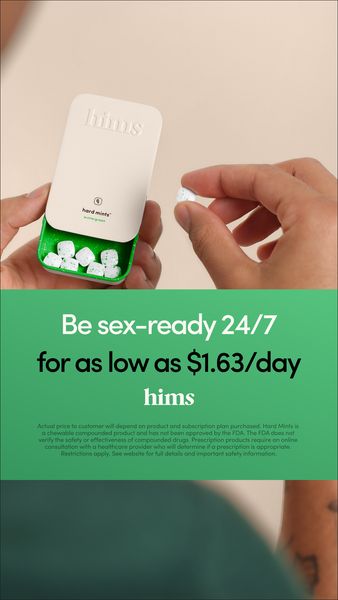 hims
hard mints™
Be sex-ready 24/7
for as low as $1.63/day
hims
Actual price to customer will depend on product and subscription plan purchased. Hard Mints is
a chewable compounded product and has not been approved by the FDA. The FDA does not
verify the safety or effectiveness of compounded drugs. Prescription products require an online
consultation with a healthcare provider who will determine if a prescription is appropriate.
Restrictions apply. See website for full details and important safety information.